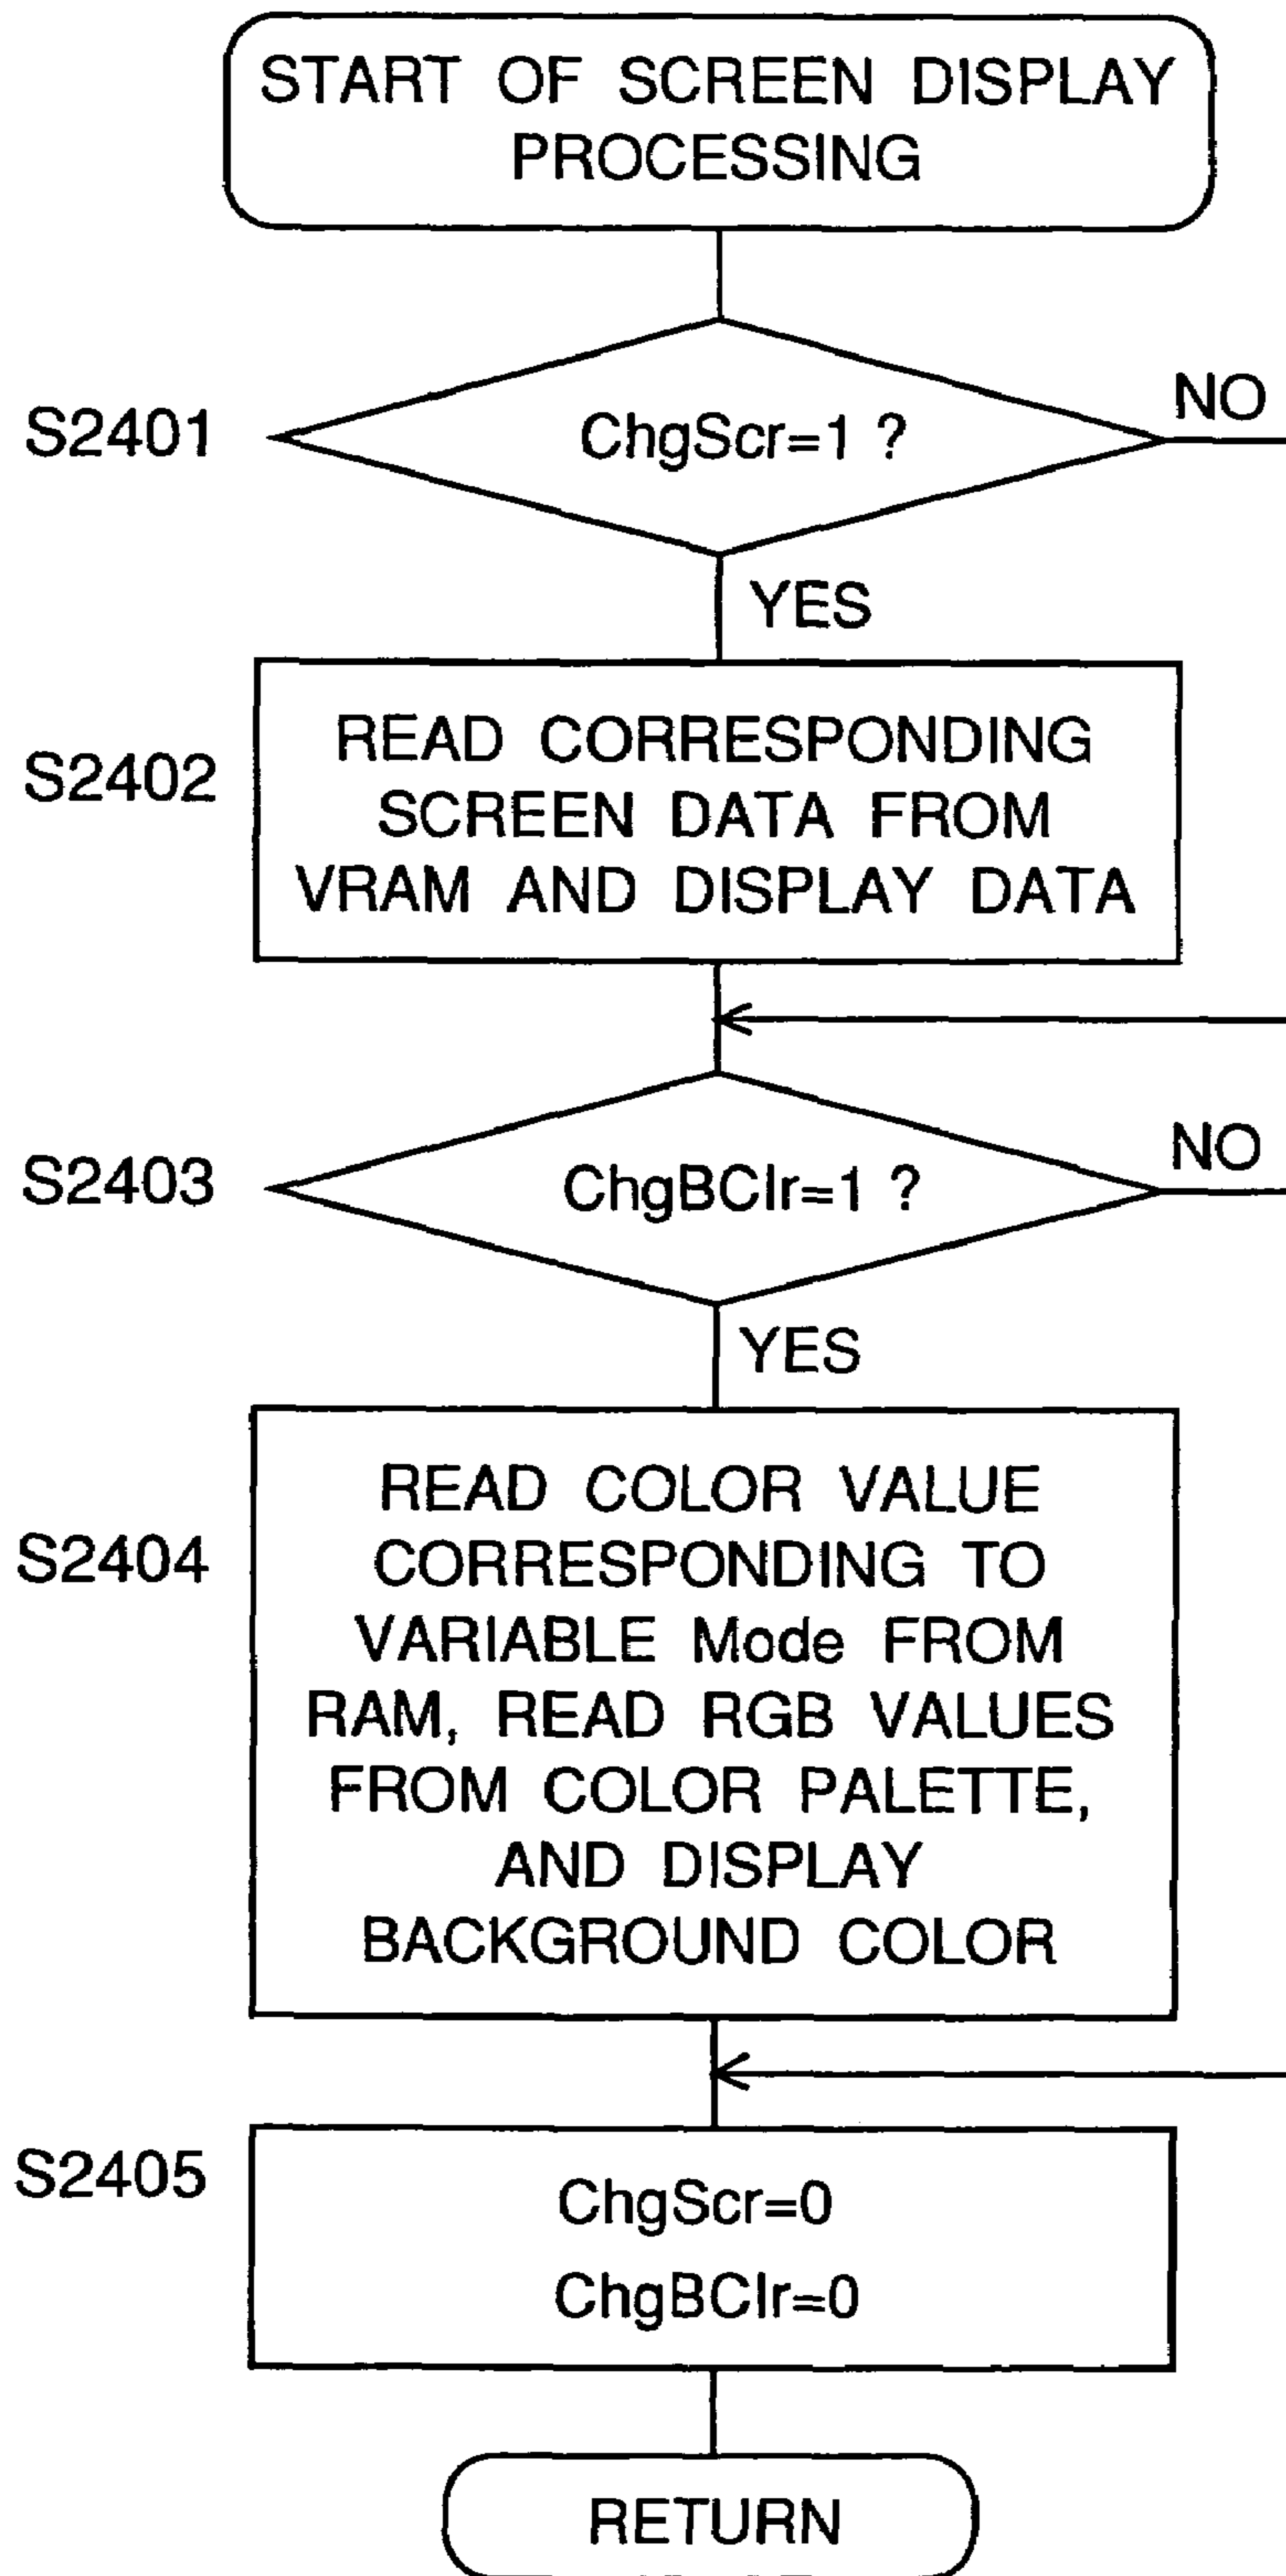 START OF SCREEN DISPLAY
PROCESSING
S2401
ChgScr=1 ?
NO
YES
S2402
READ CORRESPONDING
SCREEN DATA FROM
VRAM AND DISPLAY DATA
S2403
ChgBClr=1 ?
NO
YES
S2404
READ COLOR VALUE
CORRESPONDING TO
VARIABLE Mode FROM
RAM, READ RGB VALUES
FROM COLOR PALETTE,
AND DISPLAY
BACKGROUND COLOR
S2405
ChgScr=0
ChgBClr=0
RETURN